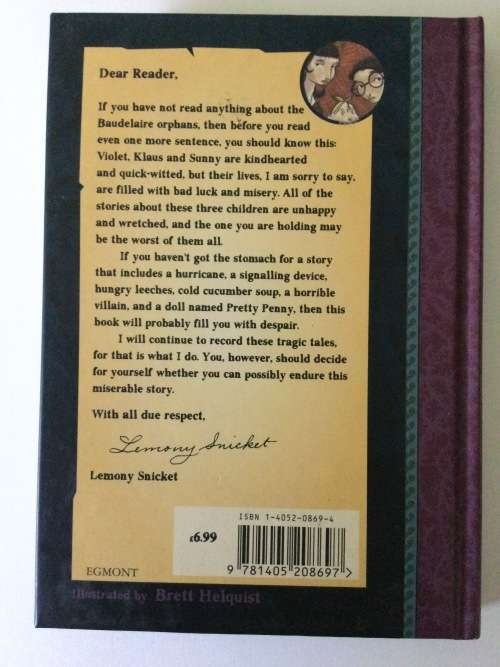 Dear Reader,
If you have not read anything about the
Baudelaire orphans, then before you read
even one more sentence, you should know this:
Violet, Klaus and Sunny are kindhearted
and quick-witted, but their lives, I am sorry to say,
are filled with bad luck and misery. All of the
stories about these three children are unhappy
and wretched, and the one you are holding may
be the worst of them all.
If you haven't got the stomach for a story
that includes a hurricane, a signalling device,
hungry leeches, cold cucumber soup, a horrible
villain, and a doll named Pretty Penny, then this
book will probably fill you with despair.
I will continue to record these tragic tales,
for that is what I do. You, however, should decide
for yourself whether you can possibly endure this
miserable story.
With all due respect,
Lemony Snicket
Lemony Snicket
ISBN 1-4052-0869-4
£6.99
9 781405 208697 >
EGMONT
Illustrated by Brett Helquist